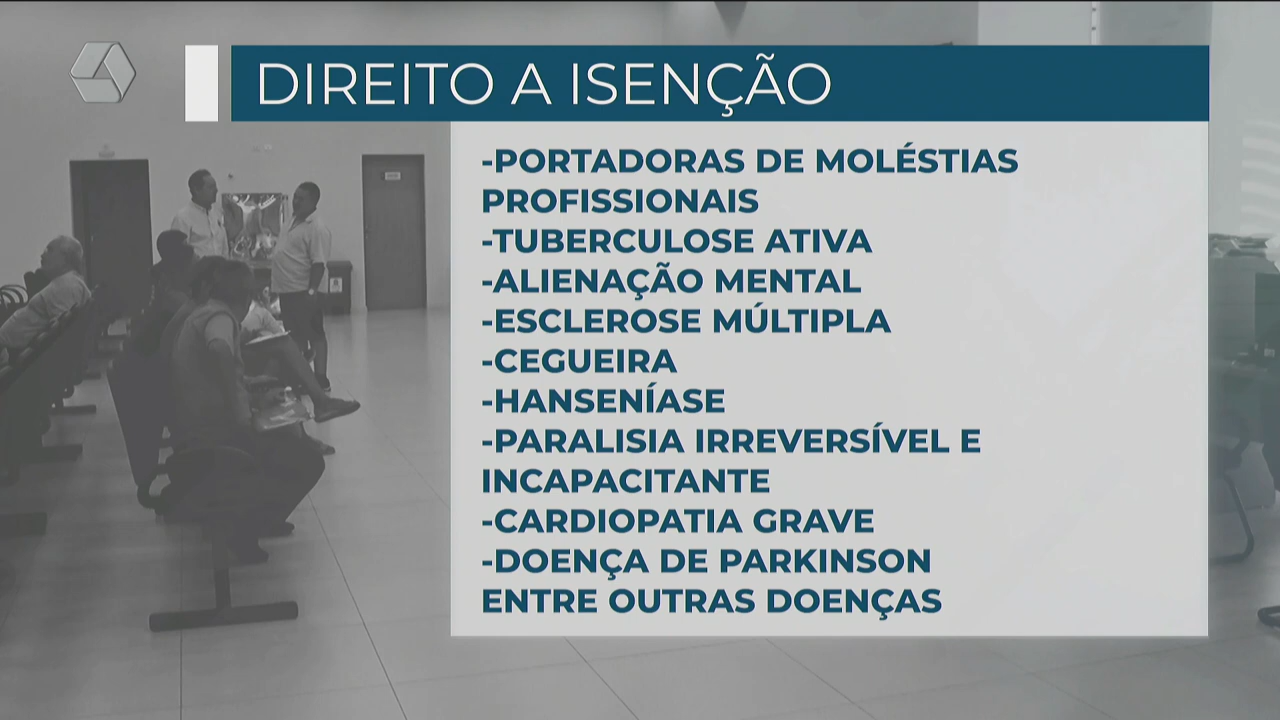 DIREITO A ISENÇÃO
-PORTADORAS DE MOLÉSTIAS
PROFISSIONAIS
-TUBERCULOSE ATIVA
-ALIENAÇÃO MENTAL
-ESCLEROSE MÚLTIPLA
-CEGUEIRA
-HANSENÍASE
-PARALISIA IRREVERSÍVEL E
INCAPACITANTE
-CARDIOPATIA GRAVE
-DOENÇA DE PARKINSON
ENTRE OUTRAS DOENÇAS